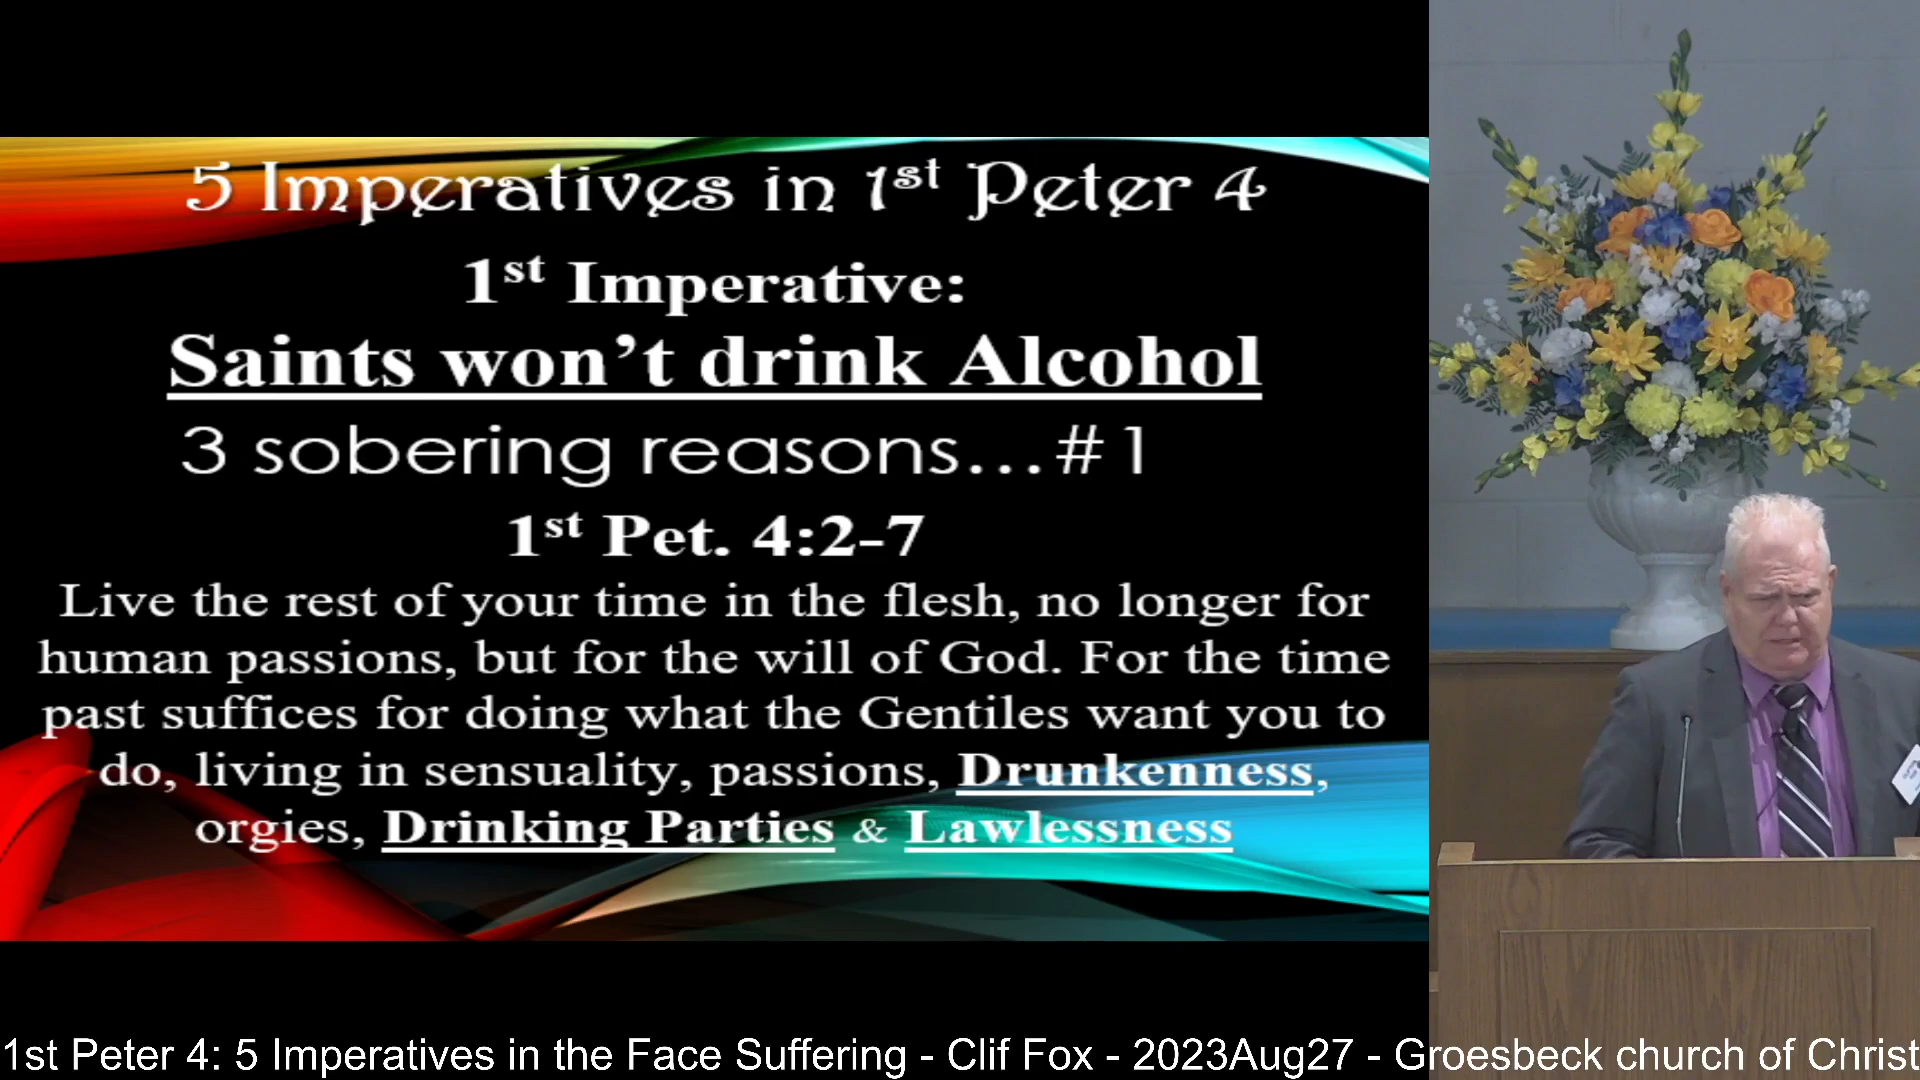 5 Imperatives in 1st Peter 4
1st Imperative:
Saints won't drink Alcohol
3 sobering reasons...#1
1st Pet. 4:2-7
Live the rest of your time in the flesh, no longer for
human passions, but for the will of God. For the time
past suffices for doing what the Gentiles want you to
do, living in sensuality, passions, Drunkenness,
orgies, Drinking Parties & Lawlessness
1st Peter 4: 5 Imperatives in the Face Suffering - Clif Fox - 2023Aug27 - Groesbeck church of Christ